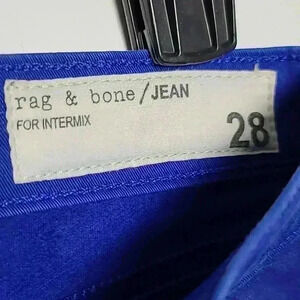 rag & bone/JEAN
FOR INTERMIX
28